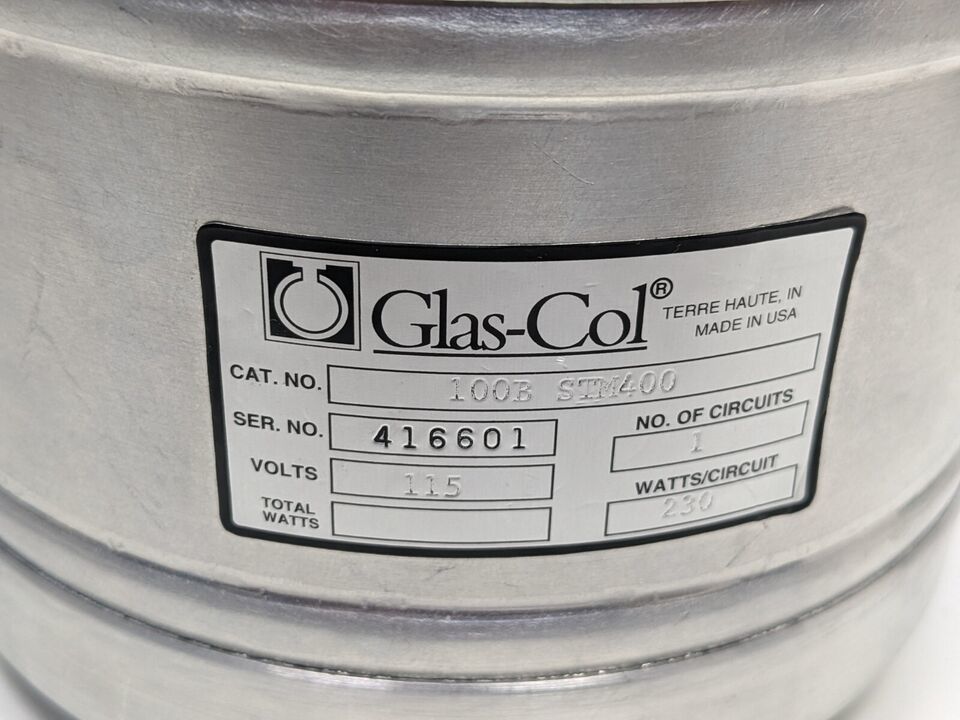 Glas-Col®
TERRE HAUTE, IN
MADE IN USA
CAT. NO. 100B STM400
SER. NO. 416601
NO. OF CIRCUITS
1
VOLTS 115
WATTS/CIRCUIT
230
TOTAL
WATTS